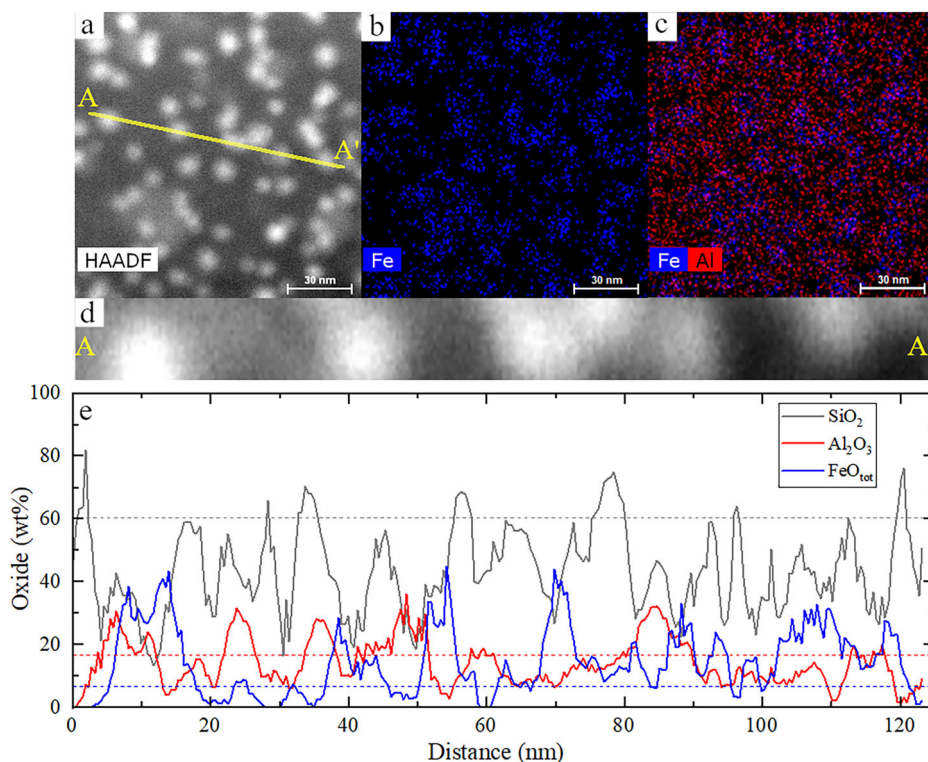 a
b
c
A
A'
HAADF
30 nm
Fe
30 nm
Fe Al
30 nm
d
A
A
e
SiO₂
Al₂O₃
FeOtot
Oxide (wt%)
100
80
60
40
20
0
0 20 40 60 80 100 120
Distance (nm)